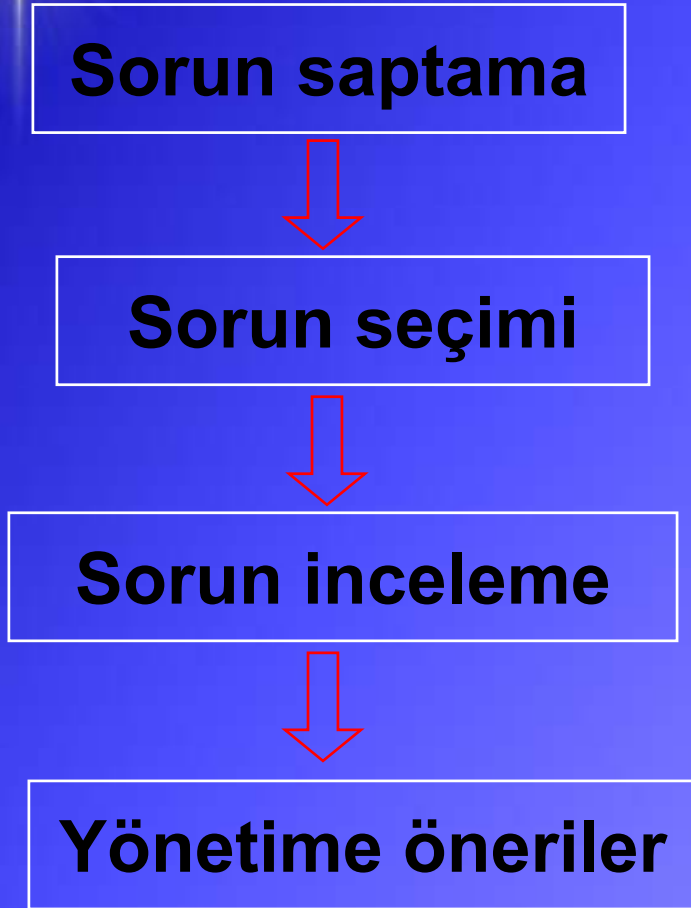 Sorun saptama
Sorun seçimi
Sorun inceleme
Yönetime öneriler